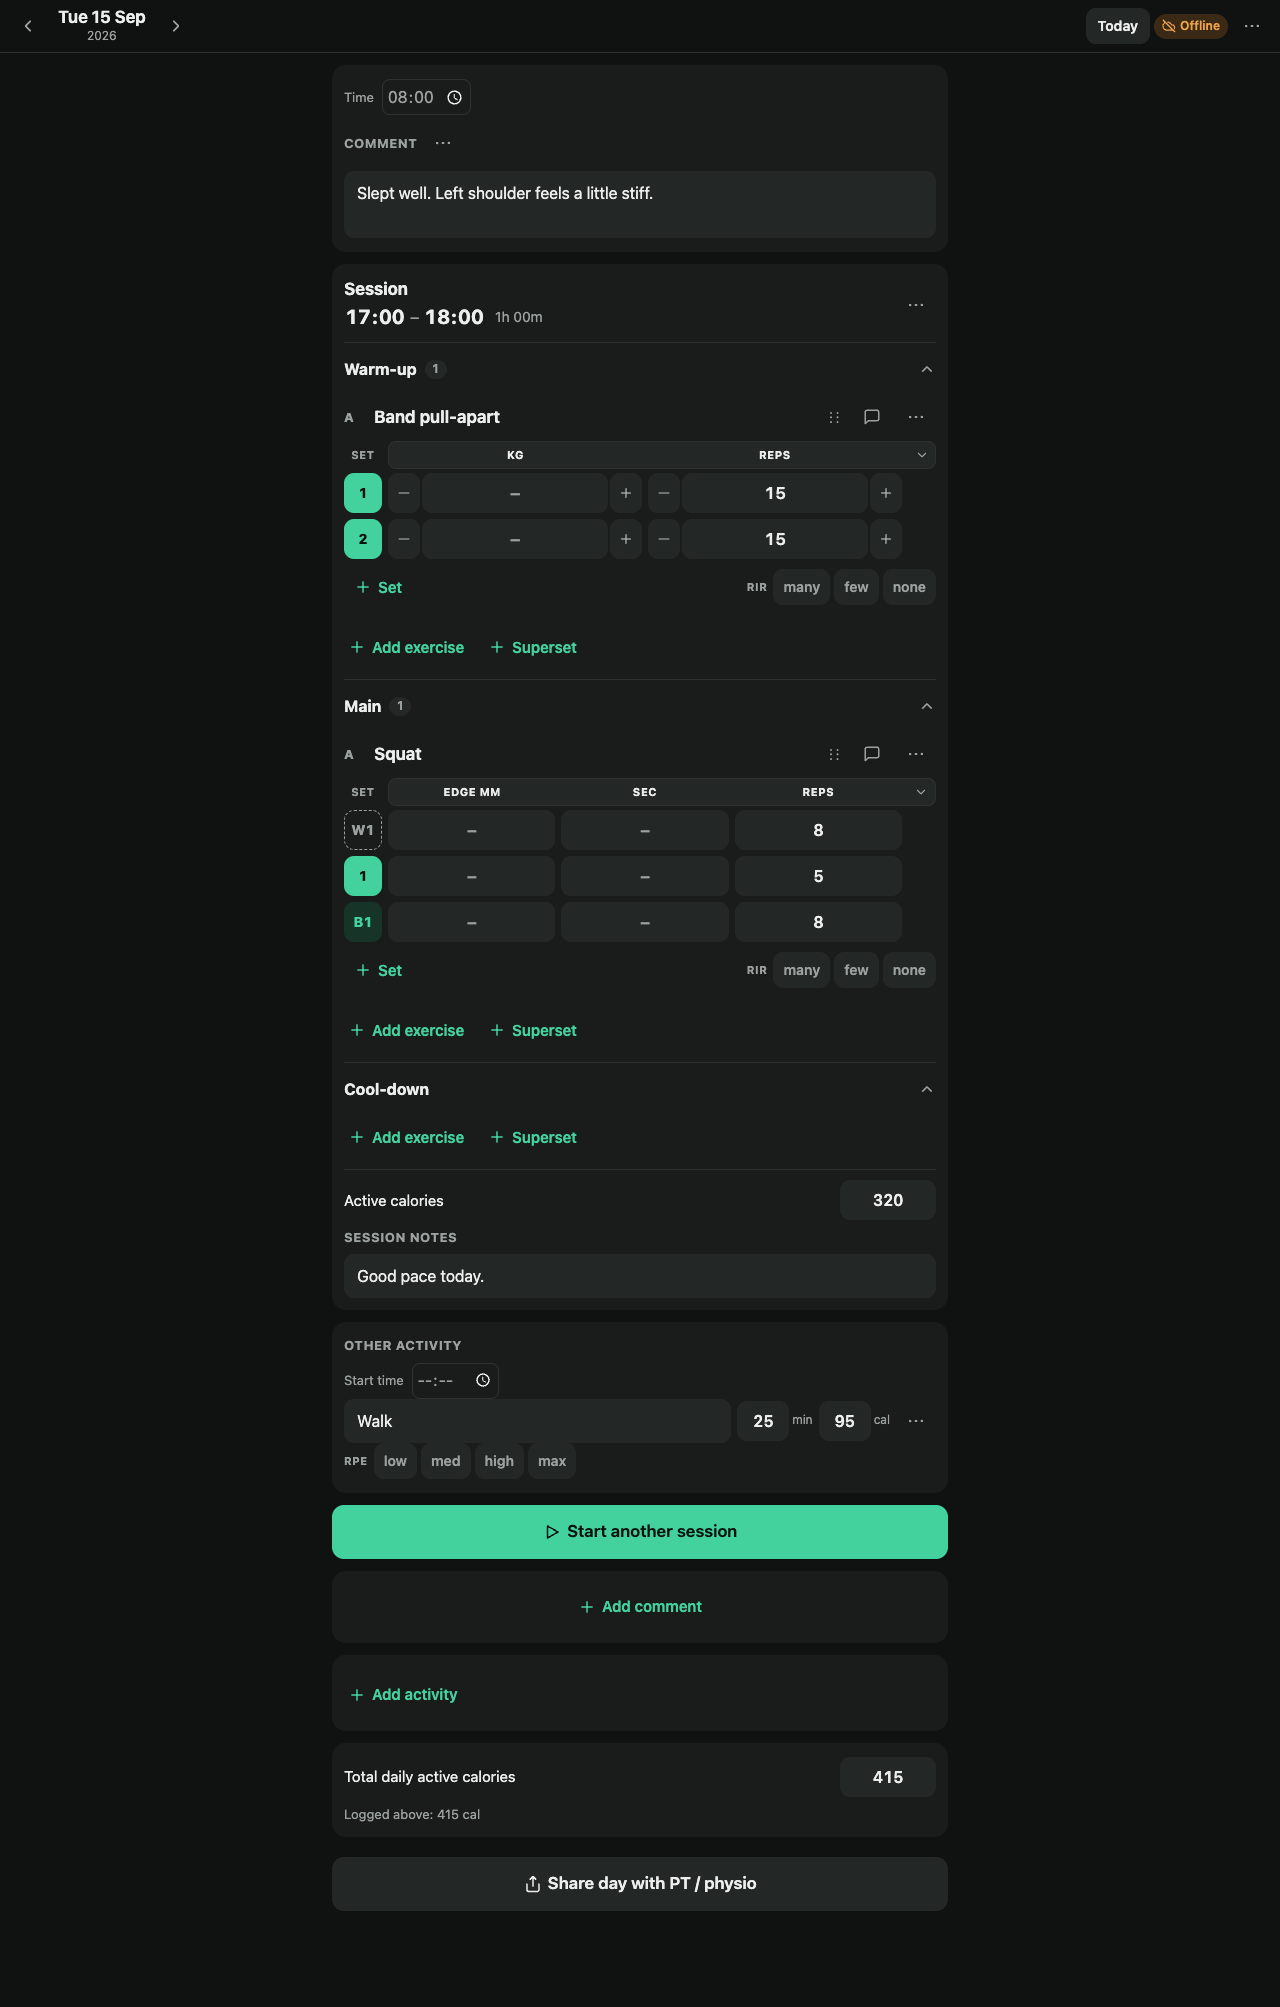 Tue 15 Sep
2026
Today
Offline
Time 08:00
COMMENT
Slept well. Left shoulder feels a little stiff.
Session
17:00 – 18:00 1h 00m
Warm-up 1
A Band pull-apart
SET KG REPS
1 – 15
2 – 15
+ Set RIR many few none
+ Add exercise + Superset
Main 1
A Squat
SET EDGE MM SEC REPS
W1 – – 8
1 – – 5
B1 – – 8
+ Set RIR many few none
+ Add exercise + Superset
Cool-down
+ Add exercise + Superset
Active calories 320
SESSION NOTES
Good pace today.
OTHER ACTIVITY
Start time --:--
Walk 25 min 95 cal
RPE low med high max
Start another session
+ Add comment
+ Add activity
Total daily active calories 415
Logged above: 415 cal
Share day with PT / physio